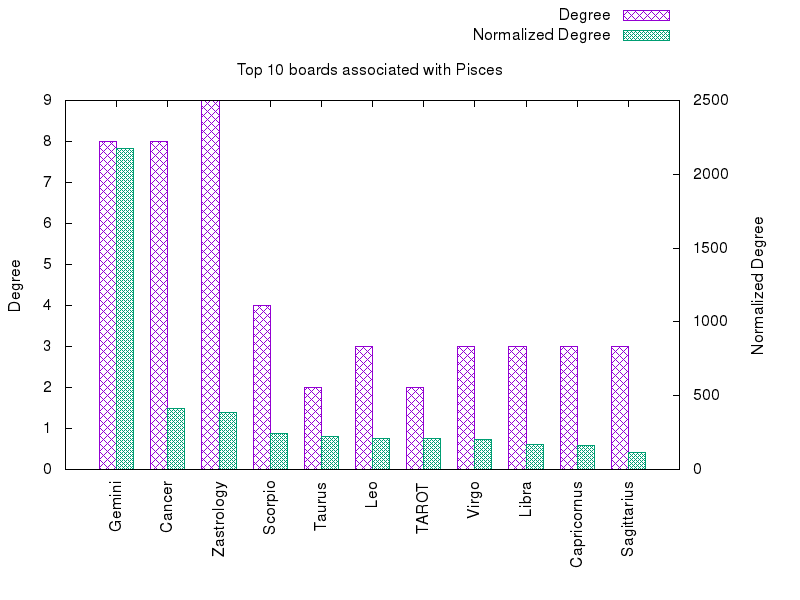 Degree
Normalized Degree
Top 10 boards associated with Pisces
9
8
7
6
5
4
3
2
1
0
2500
2000
1500
1000
500
0
Degree
Normalized Degree
Gemini
Cancer
Zastrology
Scorpio
Taurus
Leo
TAROT
Virgo
Libra
Capricornus
Sagittarius